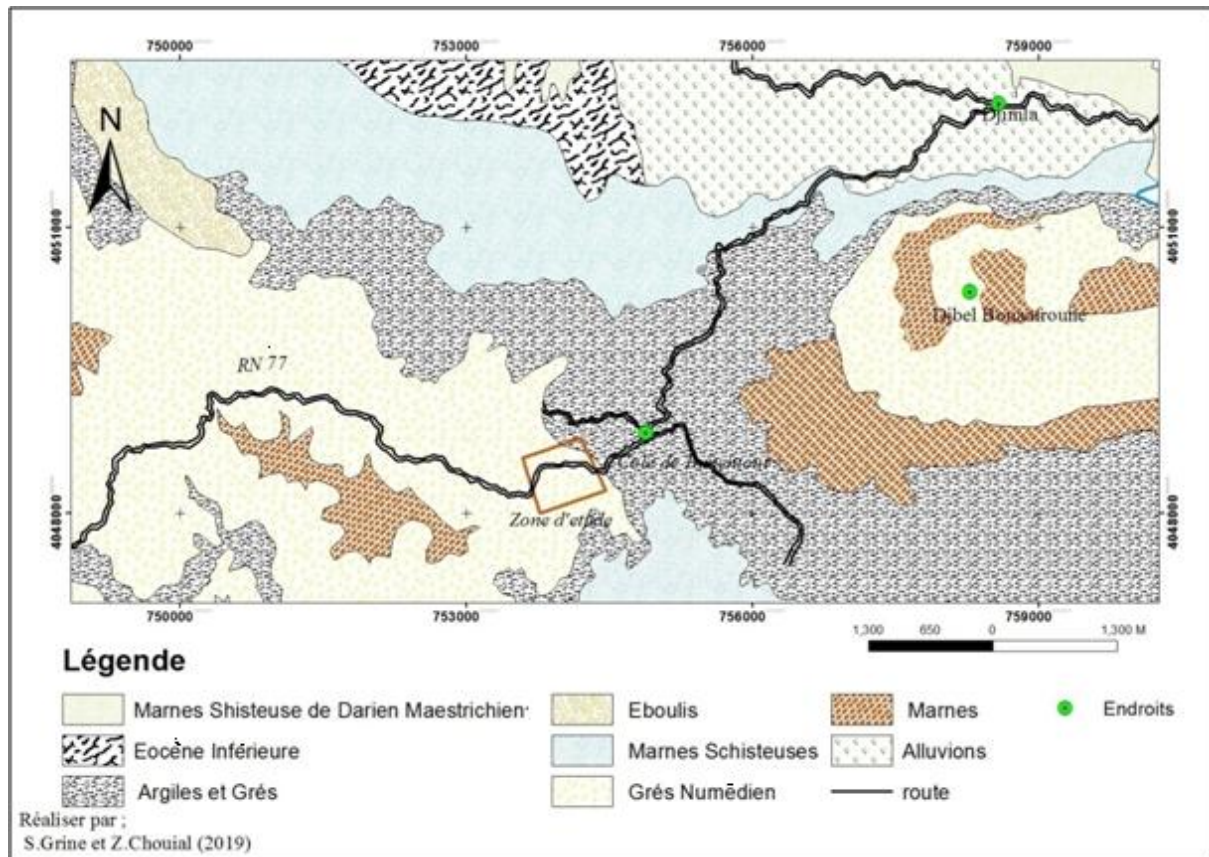 750000 753000 756000 759000
N
Djimla
4051000 4051000
Djbel
RN 77
Zone d'etude
4048000 4048000
750000 753000 756000 759000
1,300 650 0 1,300 M
Légende
Marnes Shisteuse de Darien Maestrichien
Eboulis
Marnes
Endroits
Eocène Inférieure
Marnes Schisteuses
Alluvions
Argiles et Grés
Grés Numédien
route
Réaliser par ;
S.Grine et Z.Chouial (2019)